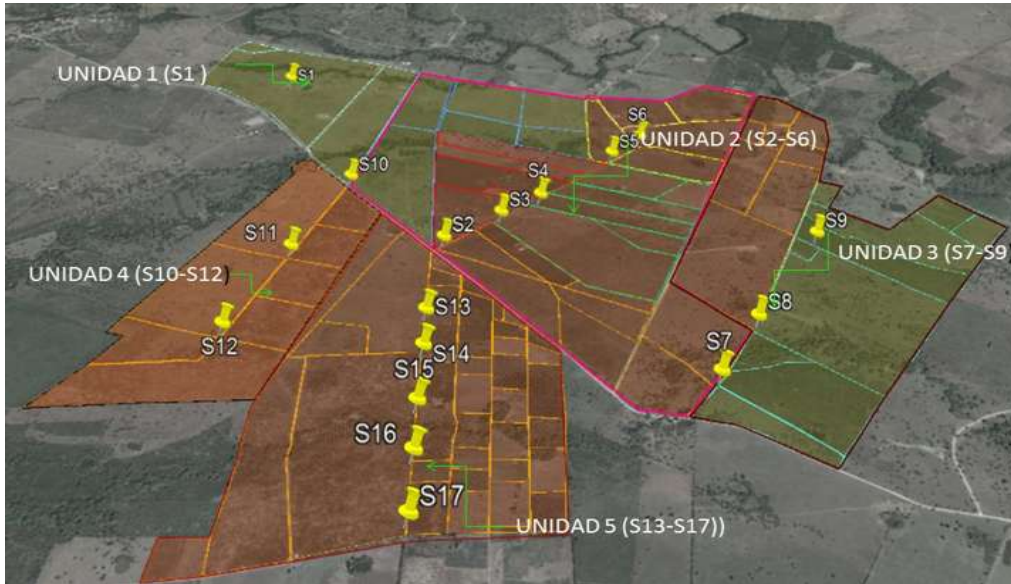 UNIDAD 1 (S1 )
S1
S6
UNIDAD 2 (S2-S6)
S5
S10
S4
S3
S2
S9
S11
UNIDAD 3 (S7-S9)
UNIDAD 4 (S10-S12)
S8
S13
S12
S14
S7
S15
S16
S17
UNIDAD 5 (S13-S17))